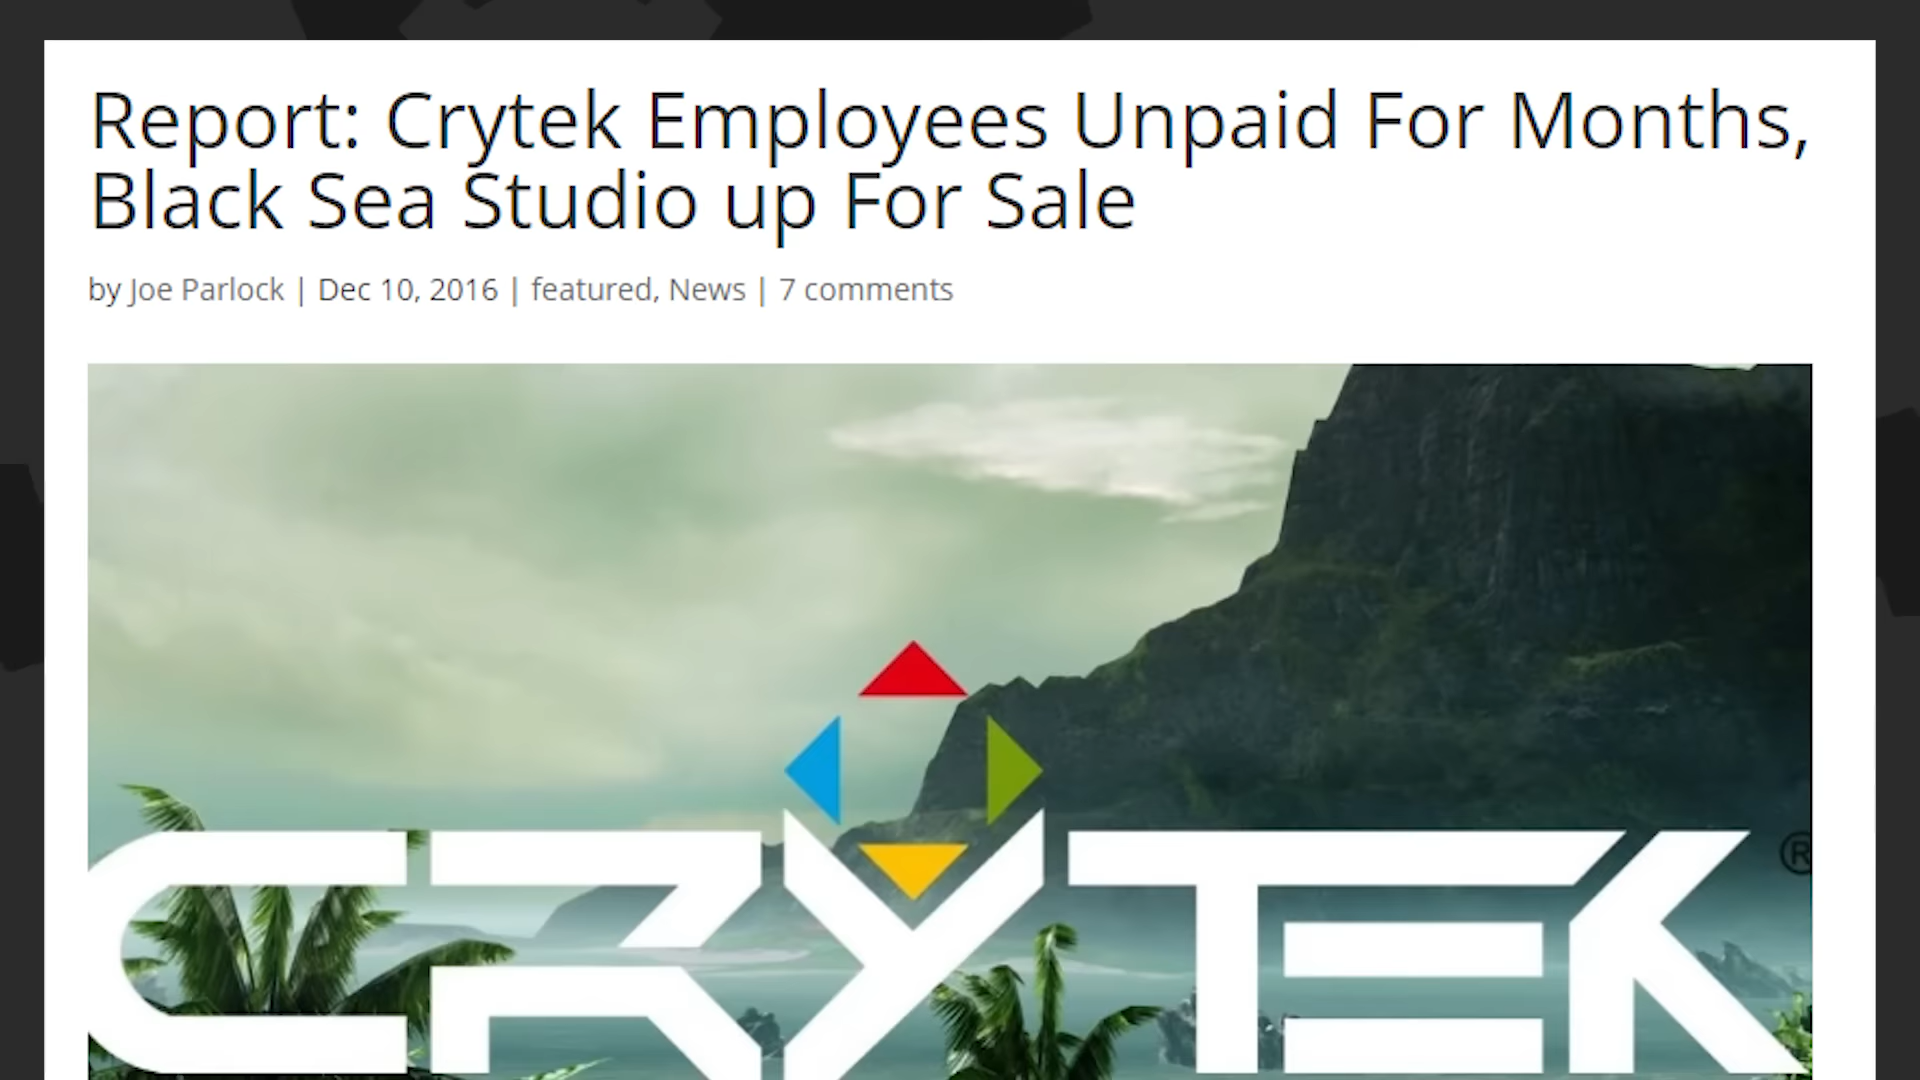 Report: Crytek Employees Unpaid For Months,
Black Sea Studio up For Sale
by Joe Parlock | Dec 10, 2016 | featured, News | 7 comments
CRYTEK ®